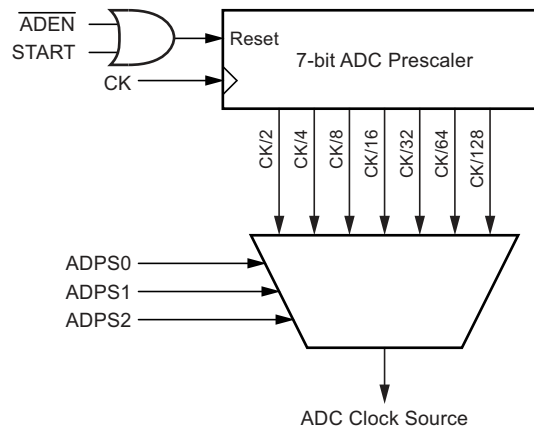 ADEN
START
CK
Reset
7-bit ADC Prescaler
CK/2
CK/4
CK/8
CK/16
CK/32
CK/64
CK/128
ADPS0
ADPS1
ADPS2
ADC Clock Source